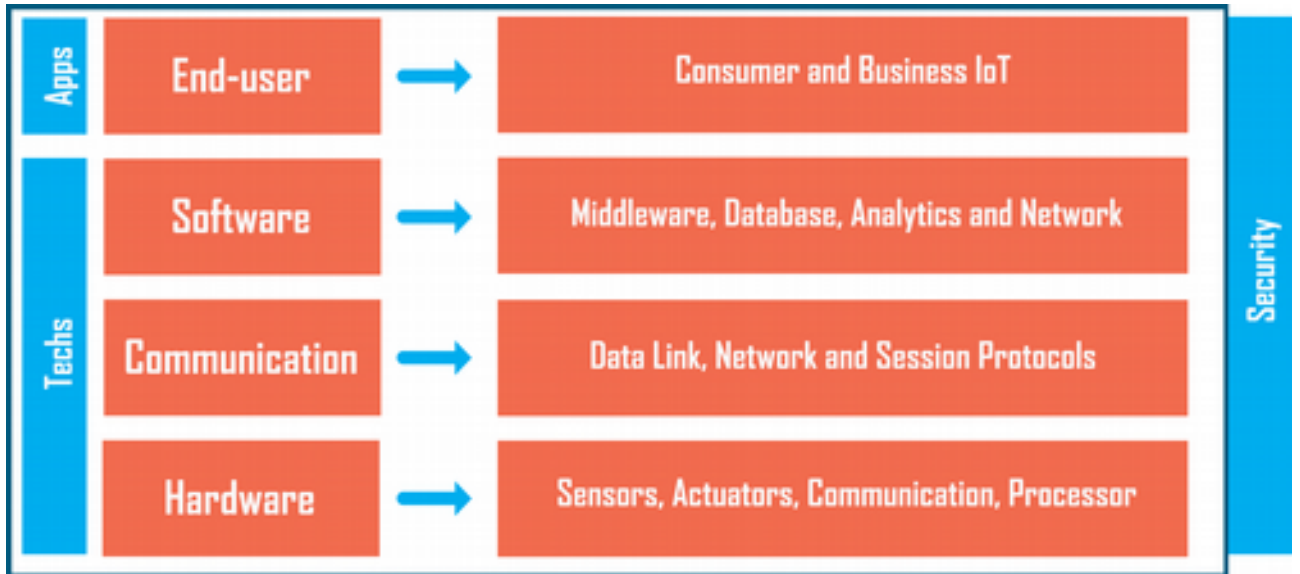 Apps
End-user
Consumer and Business IoT
Techs
Software
Middleware, Database, Analytics and Network
Communication
Data Link, Network and Session Protocols
Hardware
Sensors, Actuators, Communication, Processor
Security